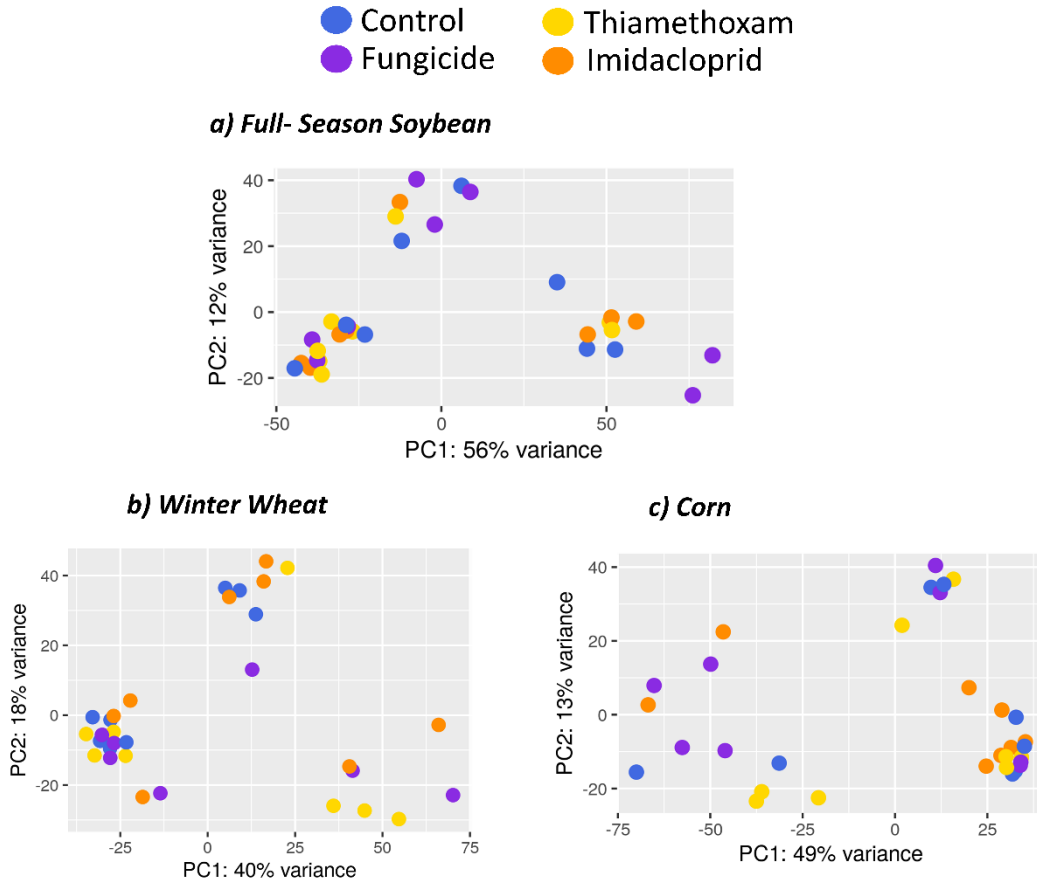 Control
Thiamethoxam
Fungicide
Imidacloprid
a) Full- Season Soybean
40
20
0
-20
PC2: 12% variance
-50
0
50
PC1: 56% variance
b) Winter Wheat
40
20
0
-20
PC2: 18% variance
-25
0
25
50
75
PC1: 40% variance
c) Corn
40
20
0
-20
PC2: 13% variance
-75
-50
-25
0
25
PC1: 49% variance